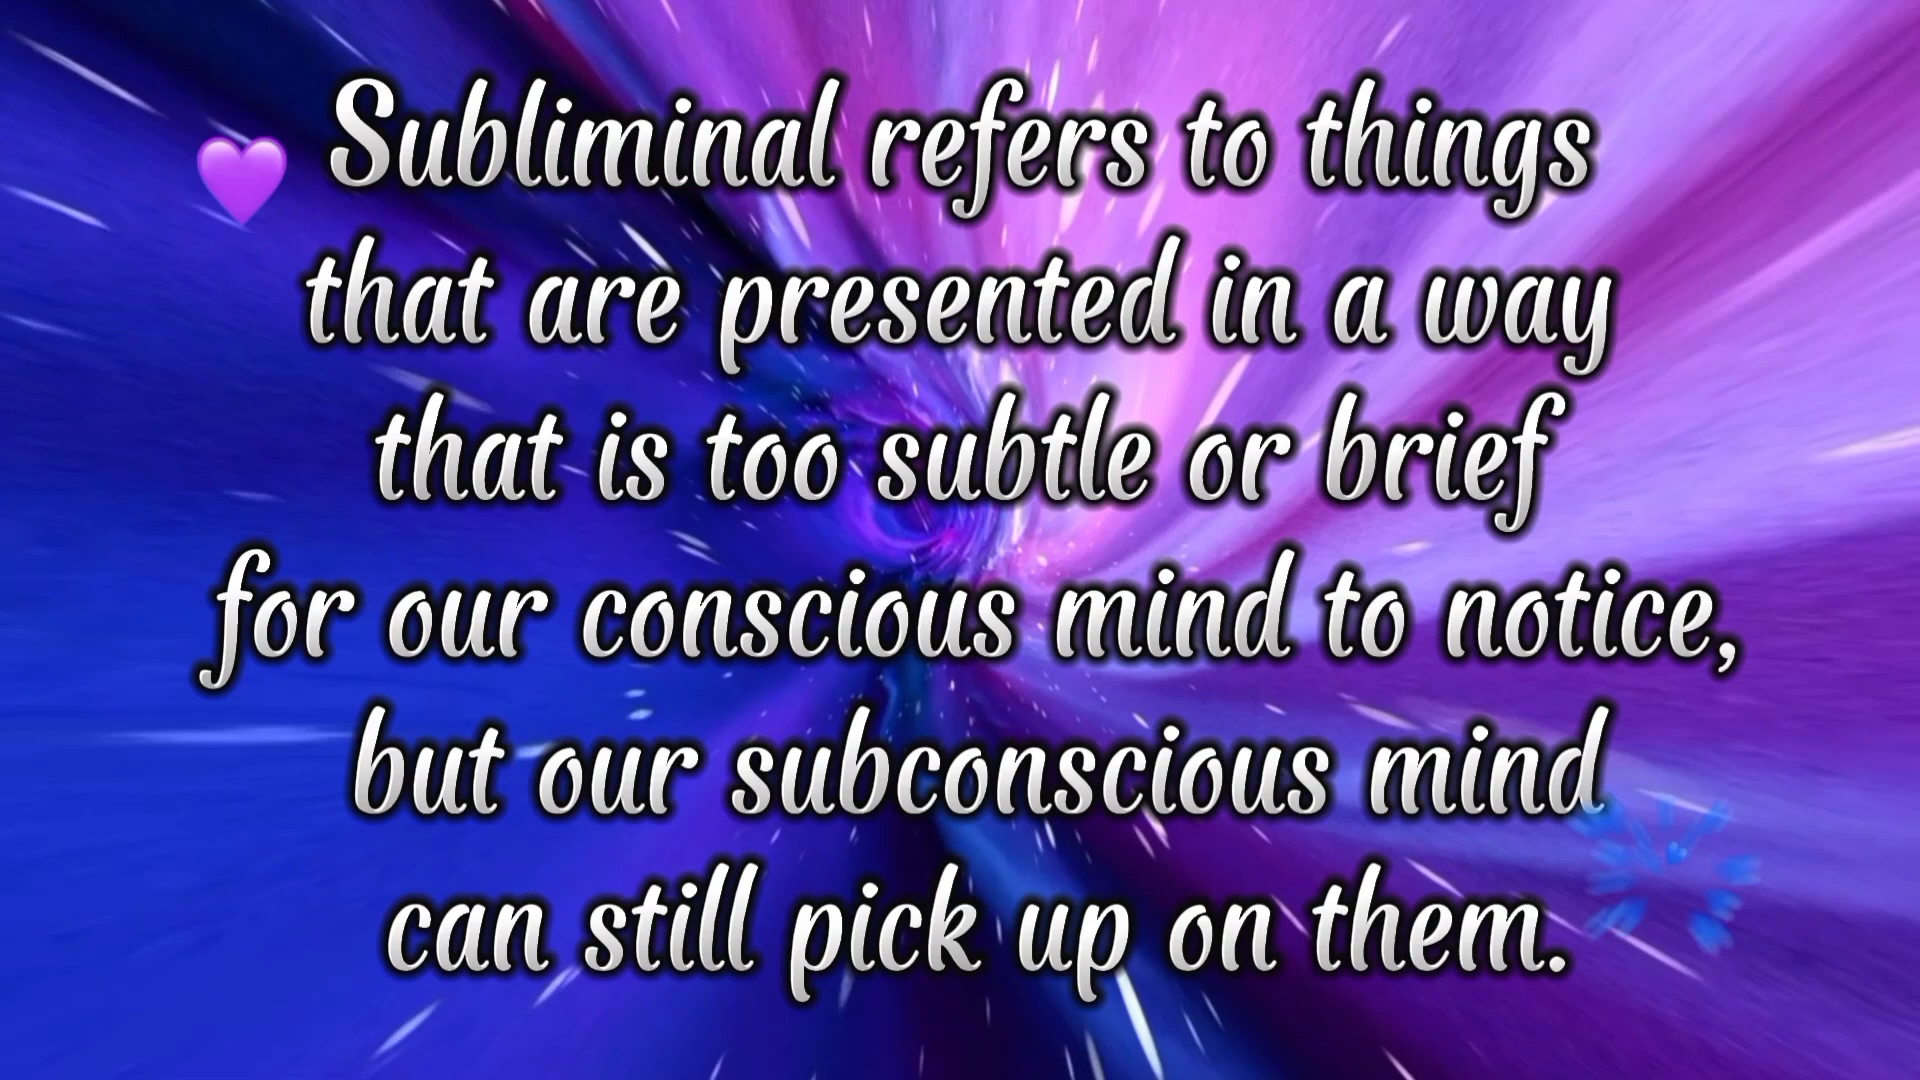 Subliminal refers to things
that are presented in a way
that is too subtle or brief
for our conscious mind to notice,
but our subconscious mind
can still pick up on them.